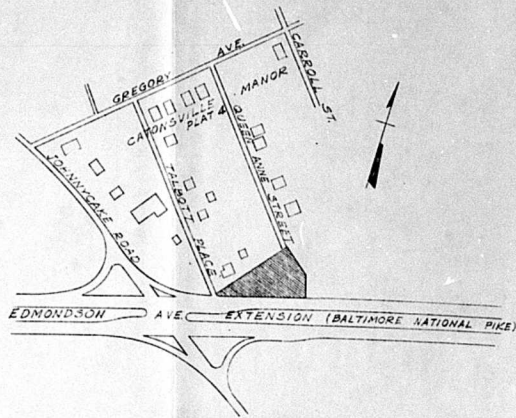 GREGORY AVE.
CARROLL ST.
MANOR
CATONSVILLE
PLAT 4
QUEEN ANNE STREET
TALBOTT PLACE
JOHNNYCAKE ROAD
EDMONDSON AVE. EXTENSION (BALTIMORE NATIONAL PIKE)